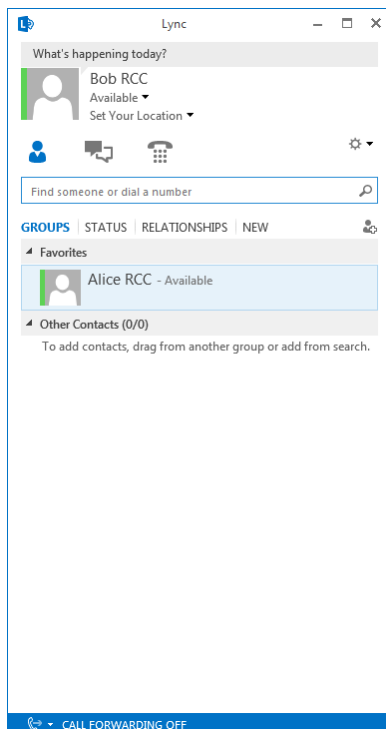 Lync
What's happening today?
Bob RCC
Available
Set Your Location
Find someone or dial a number
GROUPS STATUS RELATIONSHIPS NEW
Favorites
Alice RCC - Available
Other Contacts (0/0)
To add contacts, drag from another group or add from search.
CALL FORWARDING OFF